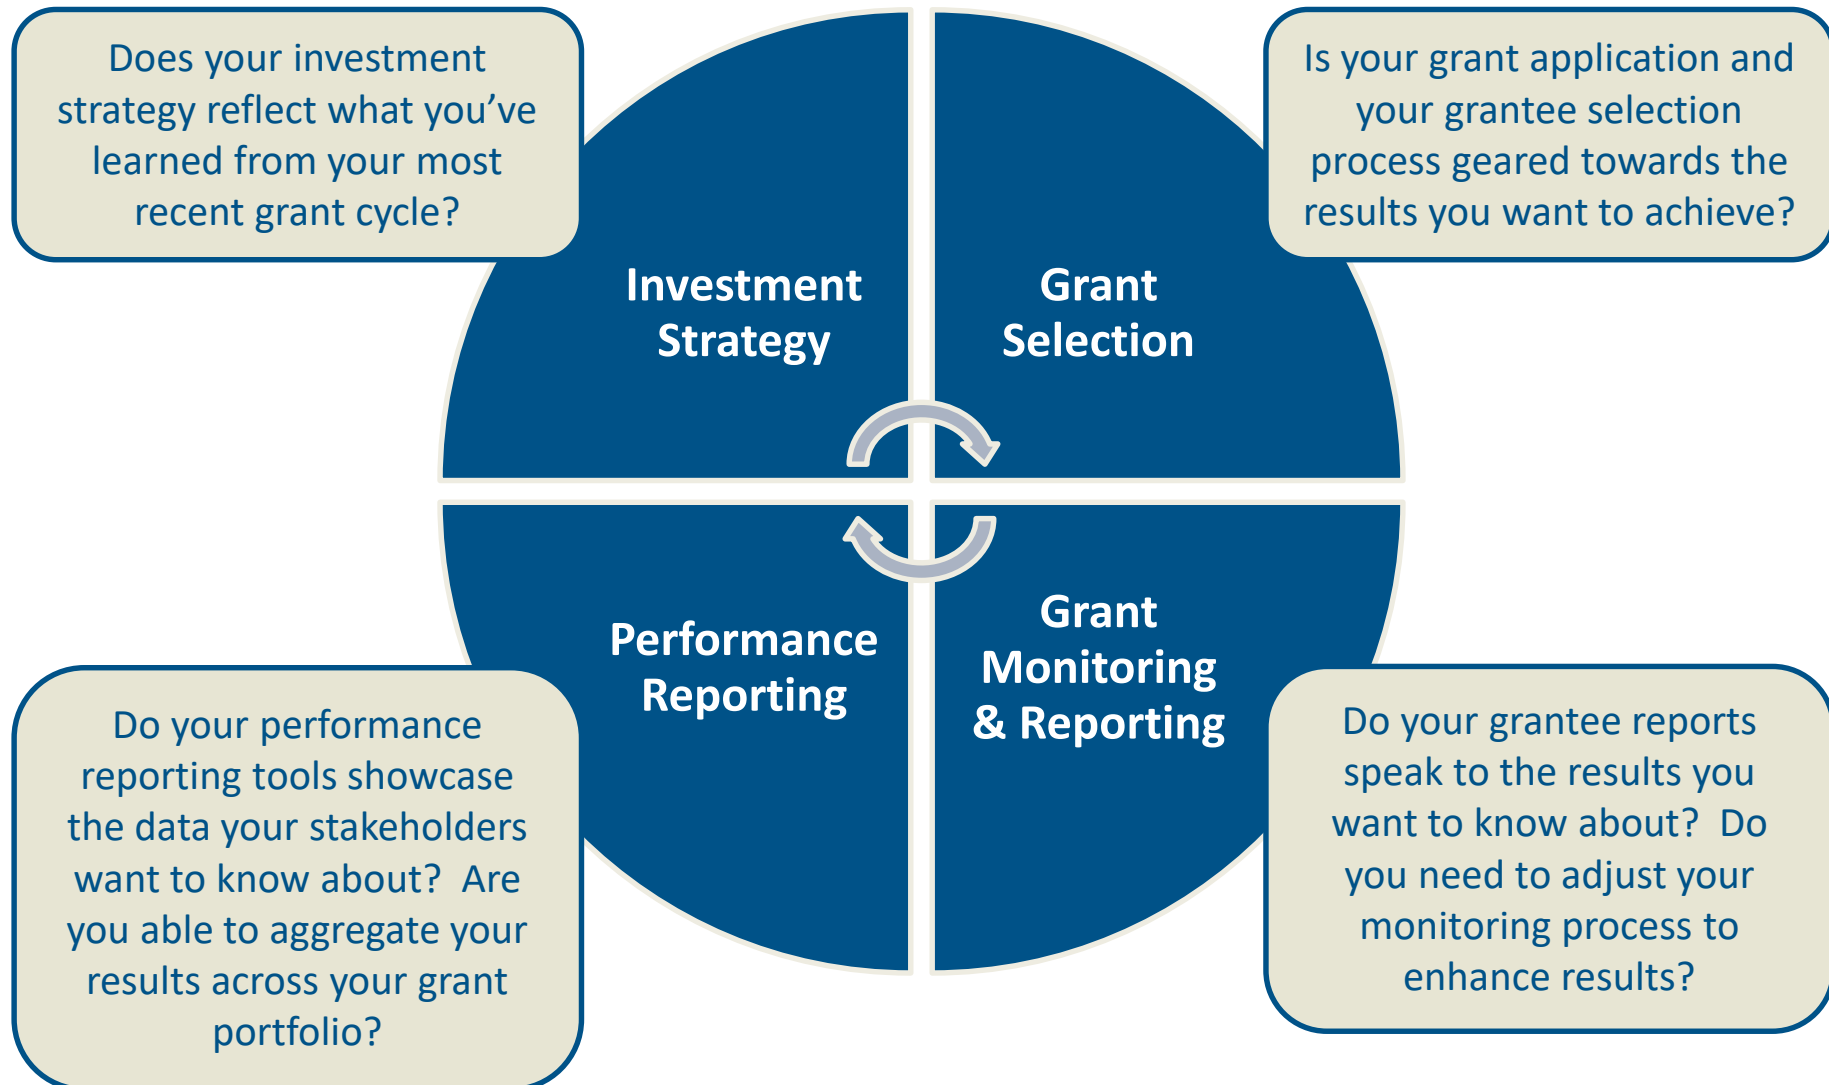 Does your investment
strategy reflect what you’ve
learned from your most
recent grant cycle?
Is your grant application and
your grantee selection
process geared towards the
results you want to achieve?
Investment
Strategy
Grant
Selection
Performance
Reporting
Grant
Monitoring
& Reporting
Do your performance
reporting tools showcase
the data your stakeholders
want to know about?  Are
you able to aggregate your
results across your grant
portfolio?
Do your grantee reports
speak to the results you
want to know about?  Do
you need to adjust your
monitoring process to
enhance results?